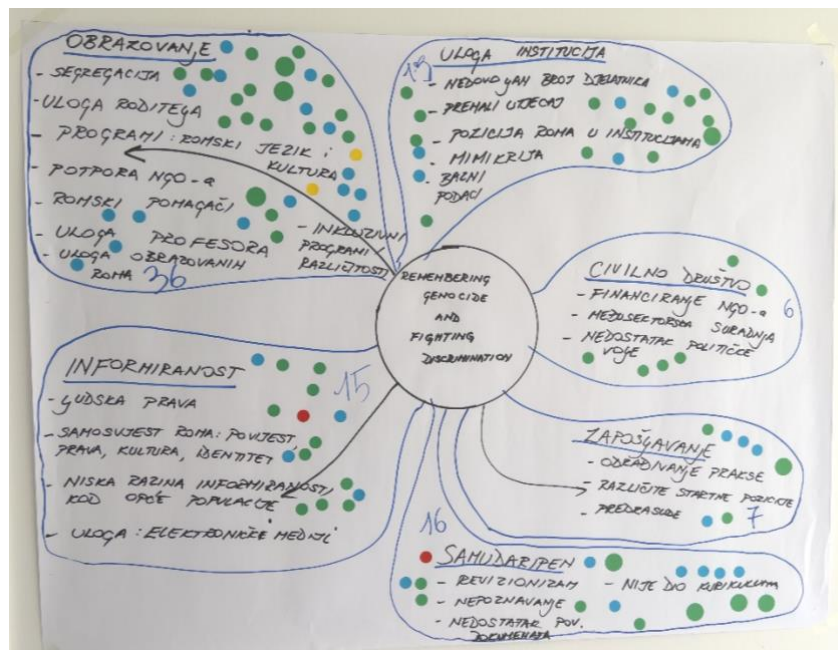 OBRAZOVANJE
- SEGREGACIJA
- ULOGA RODITEљA
- PROGRAMI : ROMSKI JEZIK i
KULTURA
- POTPORA NGO-a
- ROMSKI POMAGAČI
- ULOGA PROFESORA
- INKLUZIVNI
PROGRAMI
RAZLIČITOSTI
- ULOGA OBRAZOVANIH
ROMA 36
ULOGA INSTITUCIJA
- NEDOVOLJAN BROJ DJELATNIKA
- PREMALI UTJECAJ
- POZICIJA ROMA U INSTITUCIJAMA
- MIMIKRIJA
PODACI
REMEMBERING
GENOCIDE
AND
FIGHTING
DISCRIMINATION
CIVILNO DRUŠTVO
6
- FINANCIRANJE NGO-a
- MEĐUSEKTORSKA SURADNJA
- NEDOSTATAK POLITIČKE
VOLJE
INFORMIRANOST
15
- LJUDSKA PRAVA
- SAMOSVIJEST ROMA : POVIJEST
PRAVA, KULTURA, IDENTITET
- NISKA RAZINA INFORMIRANOSTI
KOD OPĆE POPULACIJE
- ULOGA : ELEKTRONIČKI MEDIJI
ZAPOŠLJAVANJE
- ODRAĐIVANJE PRAKSE
- RAZLIČITE STARTNE POZICIJE
- PREDRASUDE 7
16
SAMUDARIPEN
- REVIZIONIZAM
- NIJE DIO KURIKULUMA
- NEPOZNAVANJE
- NEDOSTATAK POV.
DOKUMENATA